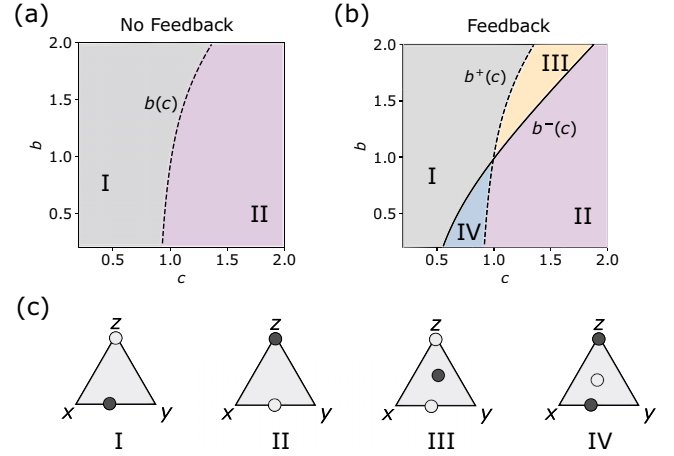 (a)
No Feedback
2.0
1.5
1.0
0.5
b
b(c)
I
II
0.5
1.0
1.5
2.0
c
(b)
Feedback
2.0
1.5
1.0
0.5
b
b⁺(c)
III
b⁻(c)
I
IV
II
0.5
1.0
1.5
2.0
c
(c)
z
x
y
I
z
x
y
II
z
x
y
III
z
x
y
IV